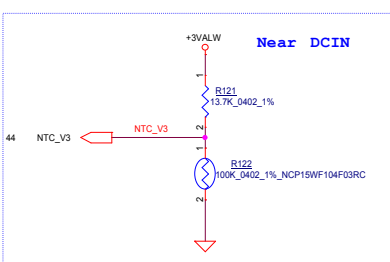 +3VALW
Near DCIN
1
R121
13.7K_0402_1%
2
44 NTC_V3 NTC_V3
1
R122
100K_0402_1%_NCP15WF104F03RC
2